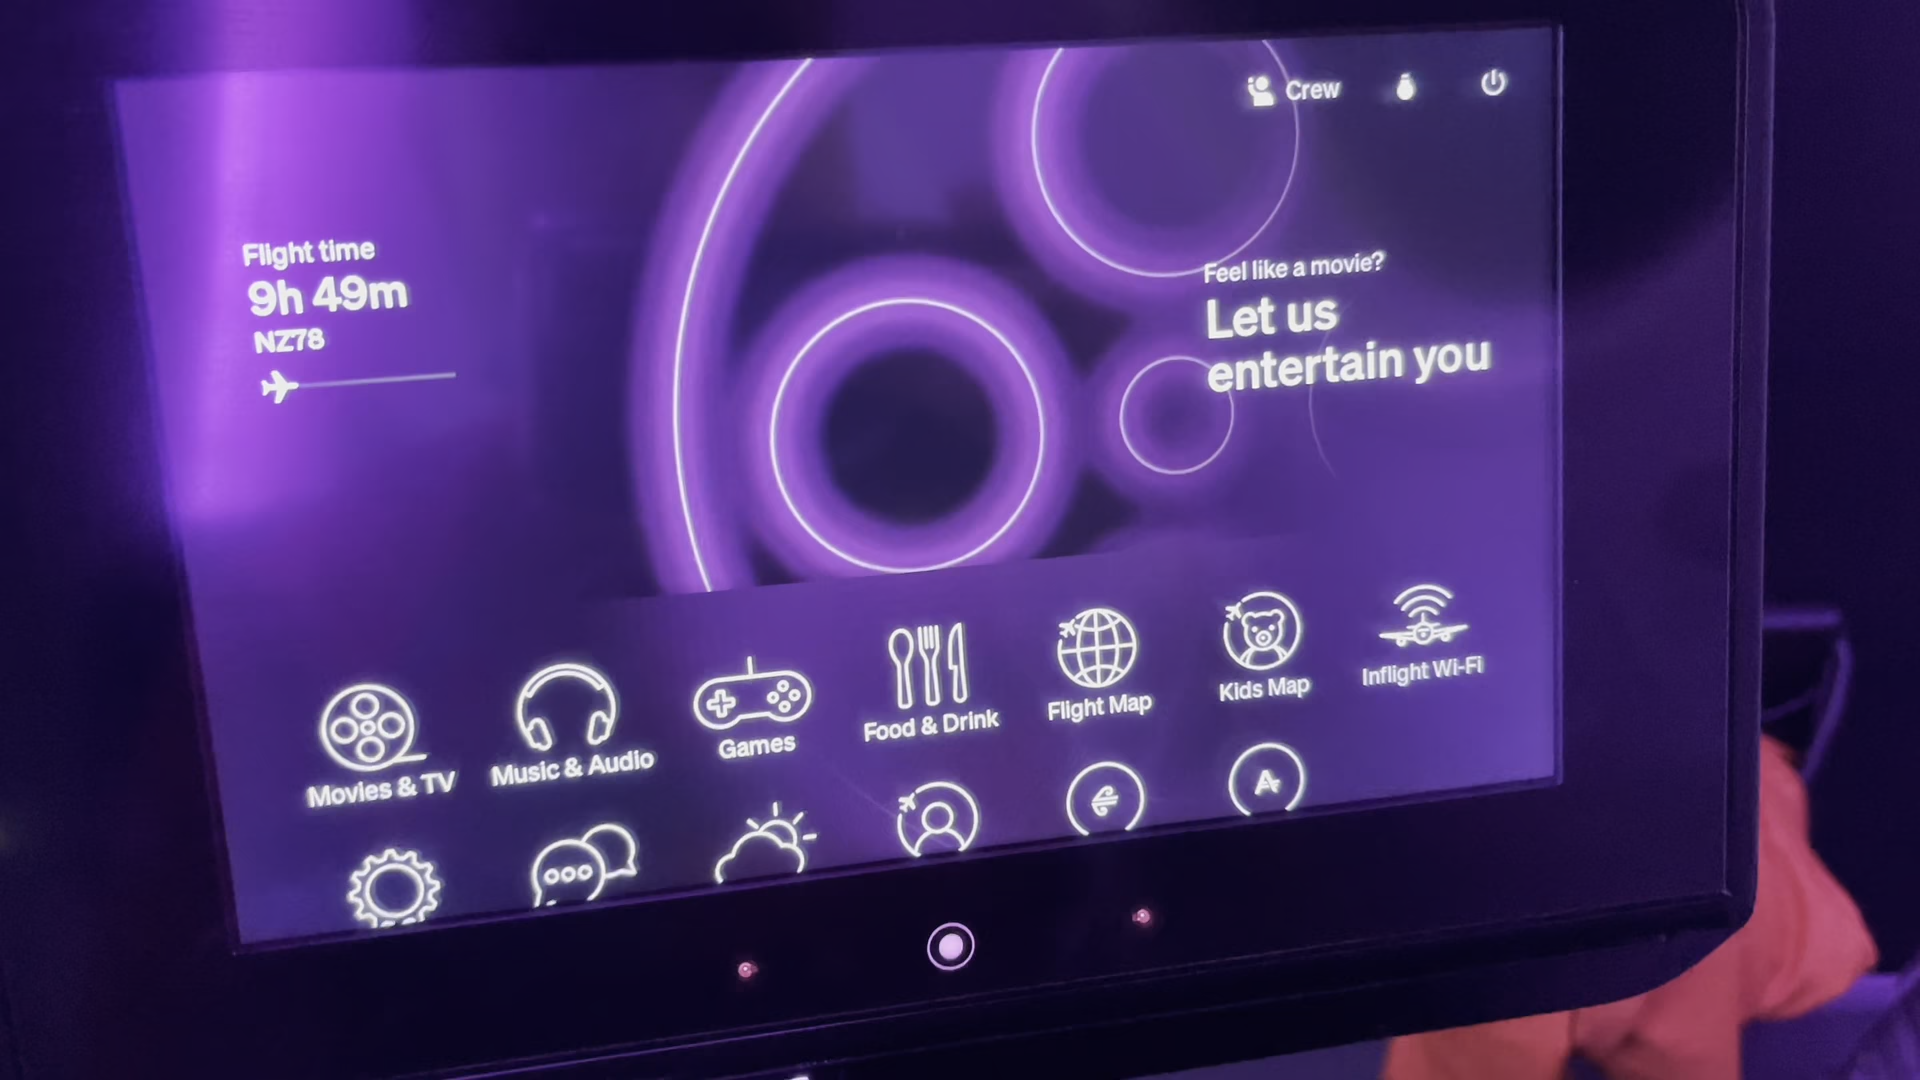 Crew
Flight time
9h 49m
NZ78
Feel like a movie?
Let us
entertain you
Movies & TV
Music & Audio
Games
Food & Drink
Flight Map
Kids Map
Inflight Wi-Fi